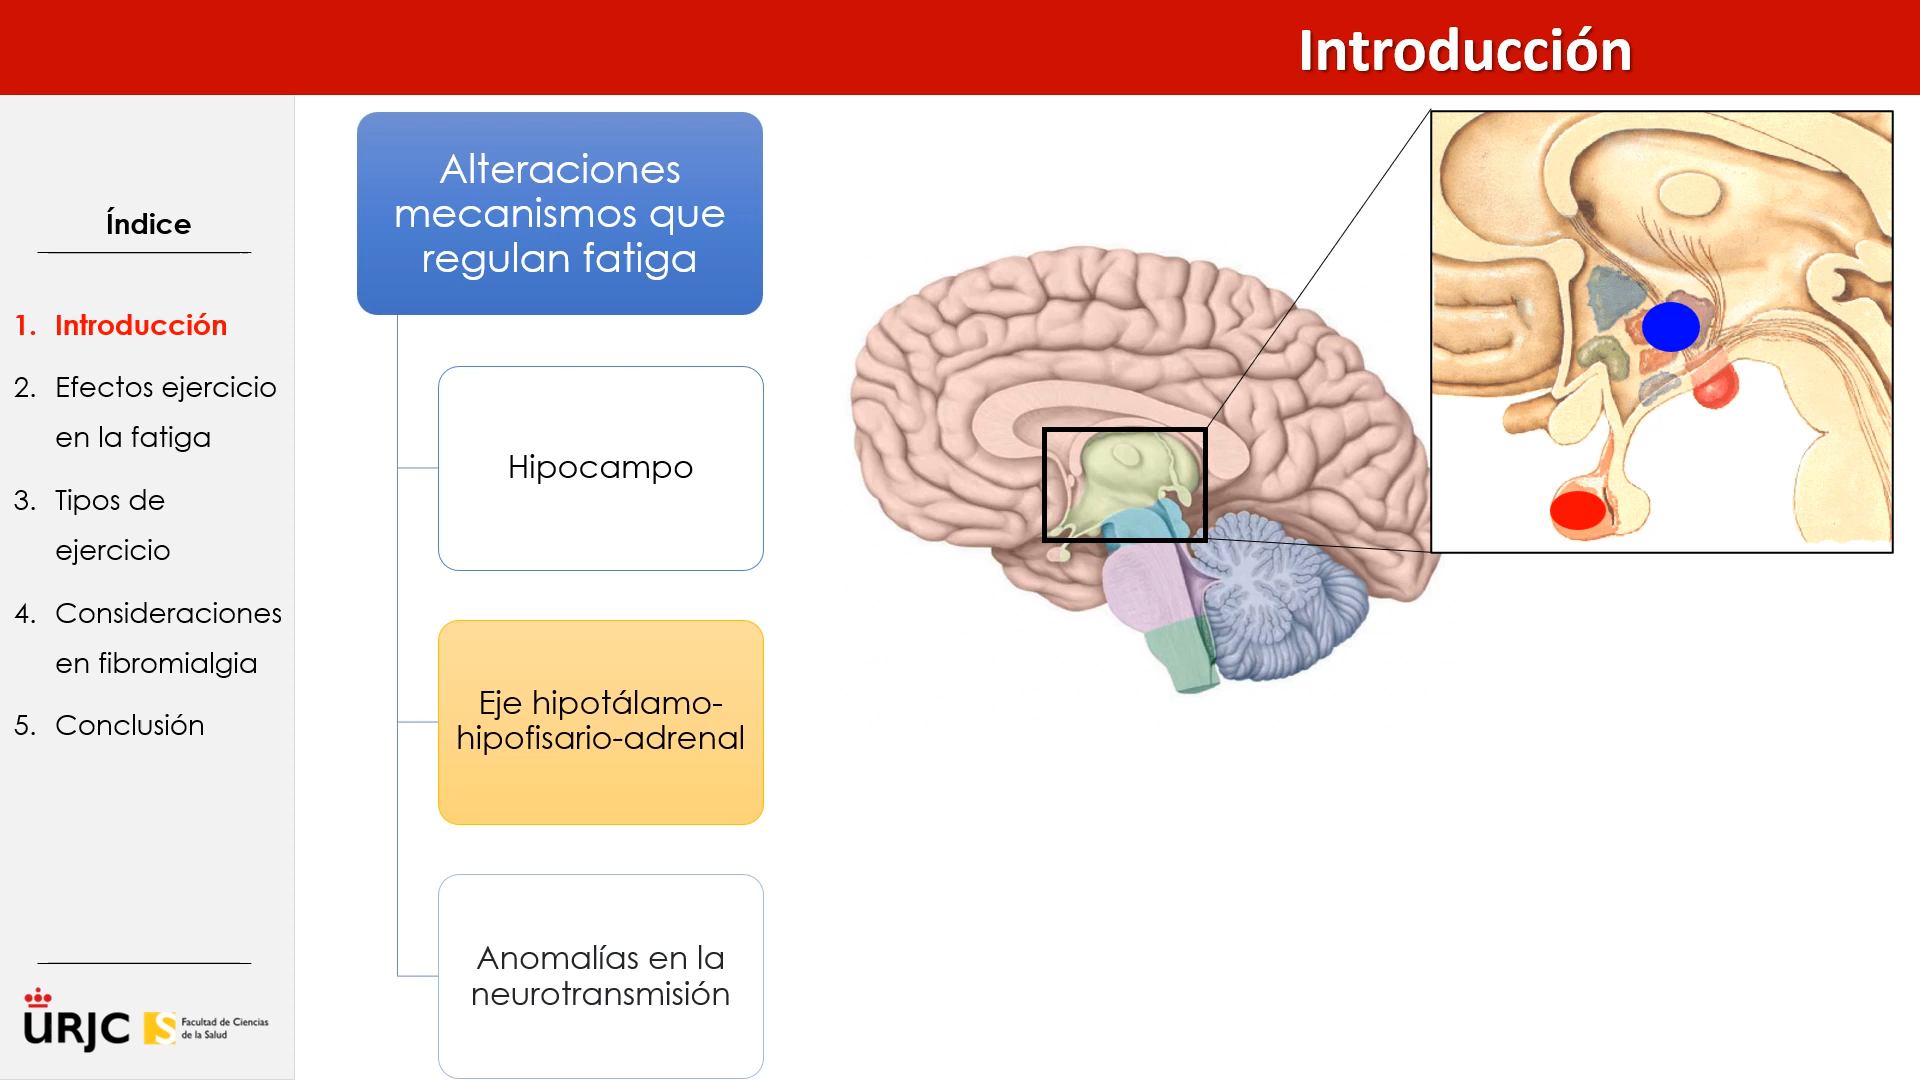 Introducción
Índice
1. Introducción
2. Efectos ejercicio
en la fatiga
3. Tipos de
ejercicio
4. Consideraciones
en fibromialgia
5. Conclusión
URJC
S
Facultad de Ciencias
de la Salud
Alteraciones
mecanismos que
regulan fatiga
Hipocampo
Eje hipotálamo-
hipofisario-adrenal
Anomalías en la
neurotransmisión